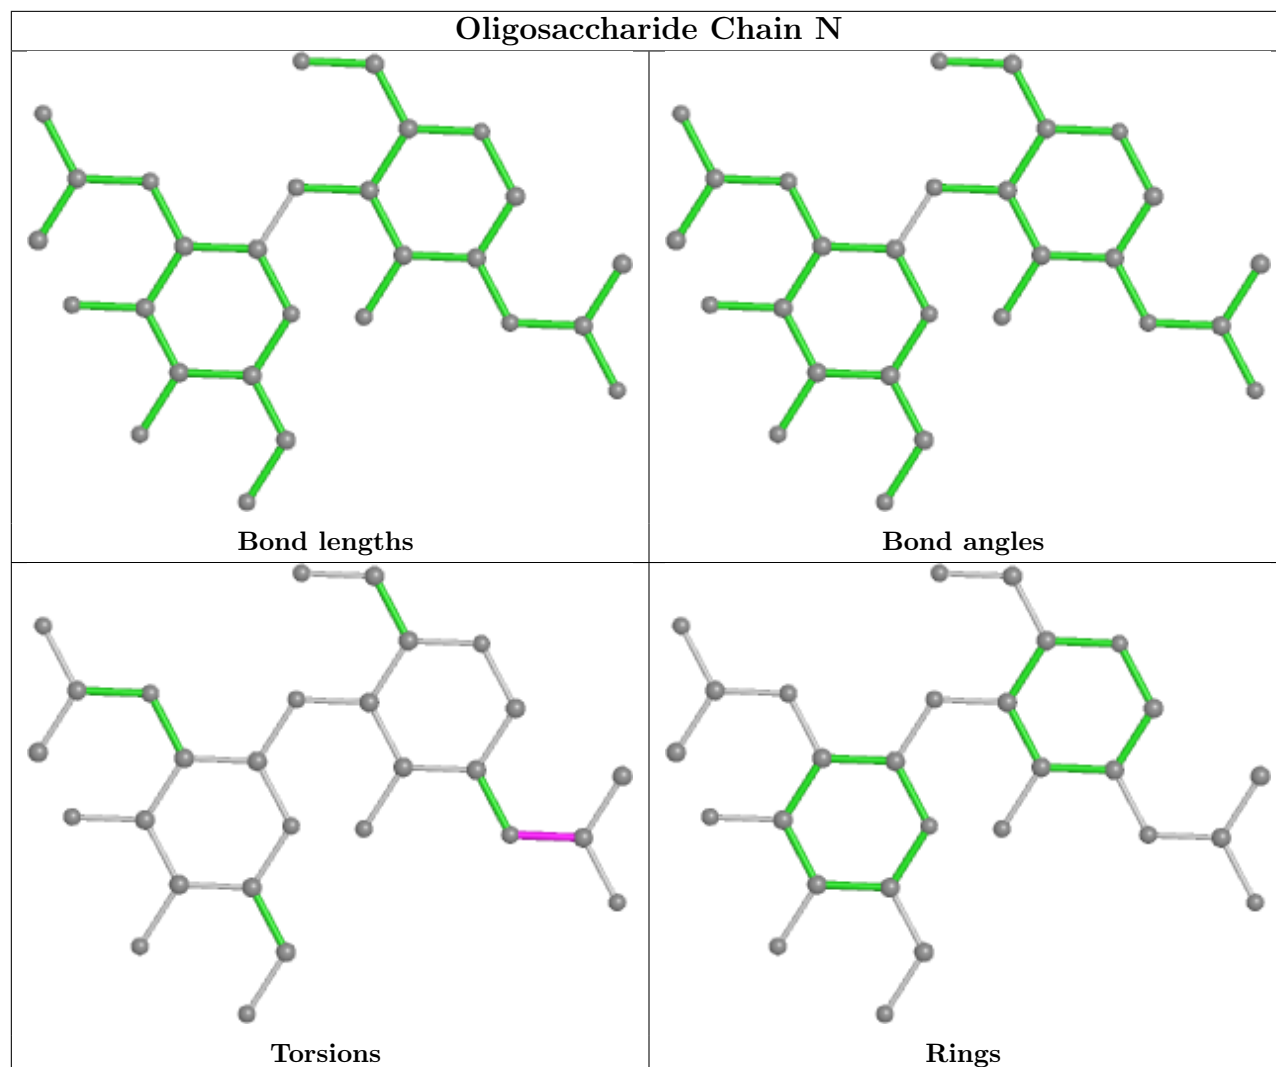 Oligosaccharide Chain N
Bond lengths
Bond angles
Torsions
Rings